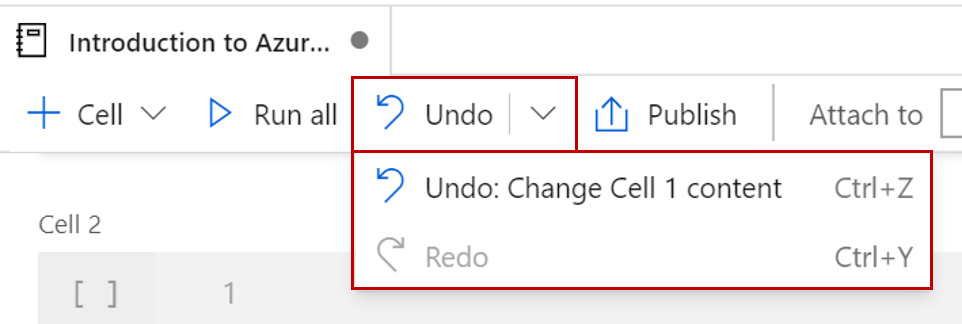 Introduction to Azur...
Cell Run all Undo Publish Attach to
Undo: Change Cell 1 content Ctrl+Z
Redo Ctrl+Y
Cell 2
[ ] 1